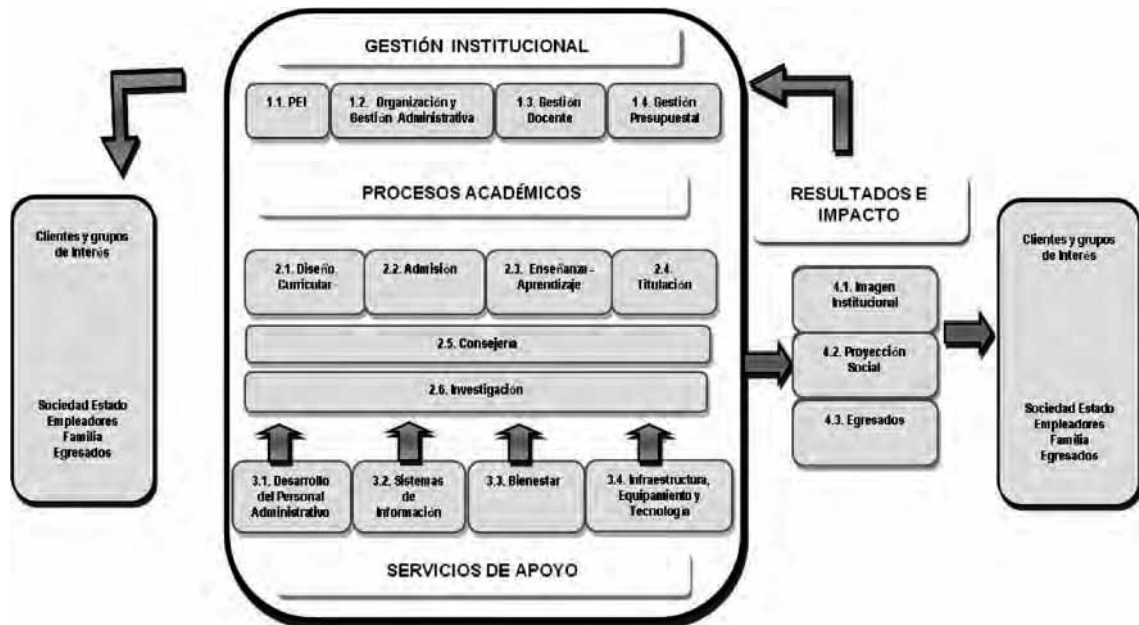 GESTIÓN INSTITUCIONAL
1.1. PEI
1.2. Organización y
Gestión Administrativa
1.3. Gestión
Docente
1.4. Gestión
Presupuestal
PROCESOS ACADÉMICOS
2.1. Diseño
Curricular
2.2. Admisión
2.3. Enseñanza-
Aprendizaje
2.4.
Titulación
2.5. Consejería
2.6. Investigación
3.1. Desarrollo
del Personal
Administrativo
3.2. Sistemas
de
Información
3.3. Bienestar
3.4. Infraestructura,
Equipamiento y
Tecnología
SERVICIOS DE APOYO
Clientes y grupos
de Interés
Sociedad Estado
Empleadores
Familia
Egresados
RESULTADOS E
IMPACTO
4.1. Imagen
Institucional
4.2. Proyección
Social
4.3. Egresados
Clientes y grupos
de Interés
Sociedad Estado
Empleadores
Familia
Egresados